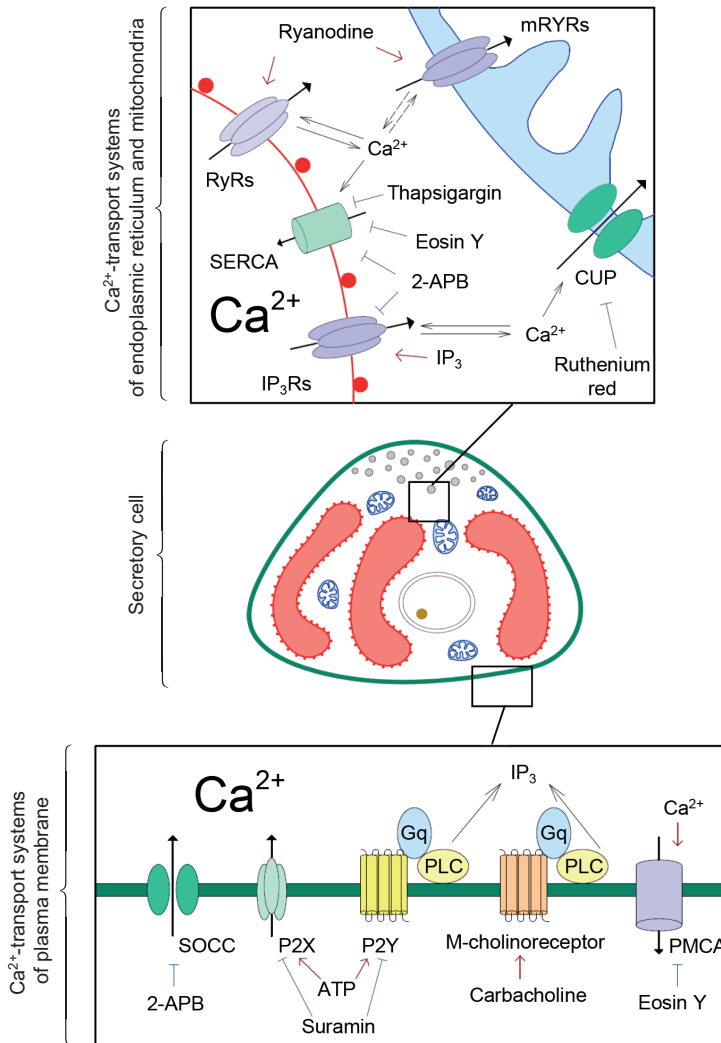 Ca²⁺-transport systems
of endoplasmic reticulum and mitochondria
Ryanodine
mRYRs
Ca²⁺
RyRs
Thapsigargin
Eosin Y
SERCA
2-APB
CUP
Ca²⁺
Ca²⁺
IP₃
Ruthenium
red
IP₃Rs
Secretory cell
Ca²⁺-transport systems
of plasma membrane
IP₃
Ca²⁺
Ca²⁺
Gq
Gq
PLC
PLC
SOCC
P2X
P2Y
M-cholinoreceptor
PMCA
2-APB
ATP
Carbacholine
Eosin Y
Suramin